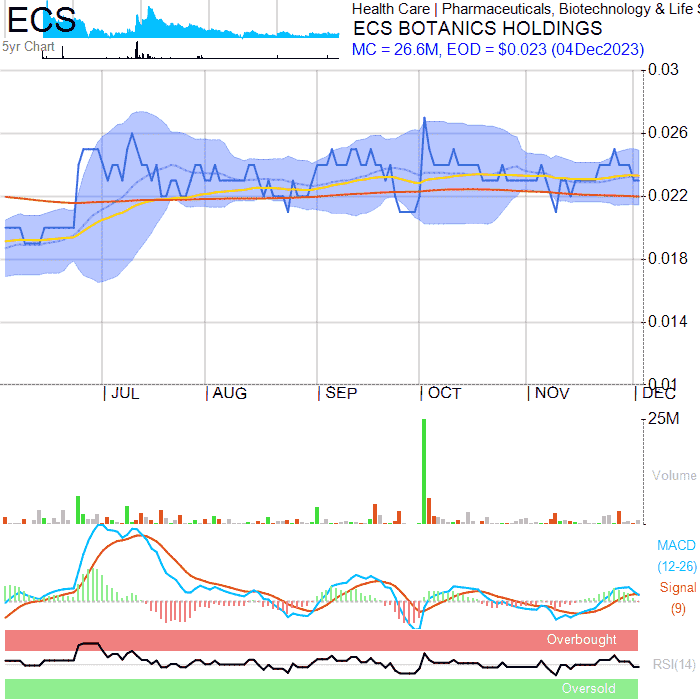 ECS
5yr Chart
Health Care | Pharmaceuticals, Biotechnology & Life S
ECS BOTANICS HOLDINGS
MC = 26.6M, EOD = $0.023 (04Dec2023)
0.03
0.026
0.022
0.018
0.014
0.01
JUL
AUG
SEP
OCT
NOV
DEC
25M
Volume
MACD
(12-26)
Signal
(9)
Overbought
RSI(14)
Oversold